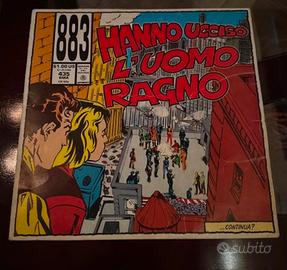 883
HANNO UCCISO
L'UOMO
RAGNO
$1.00 US
435
...CONTINUA?
subito